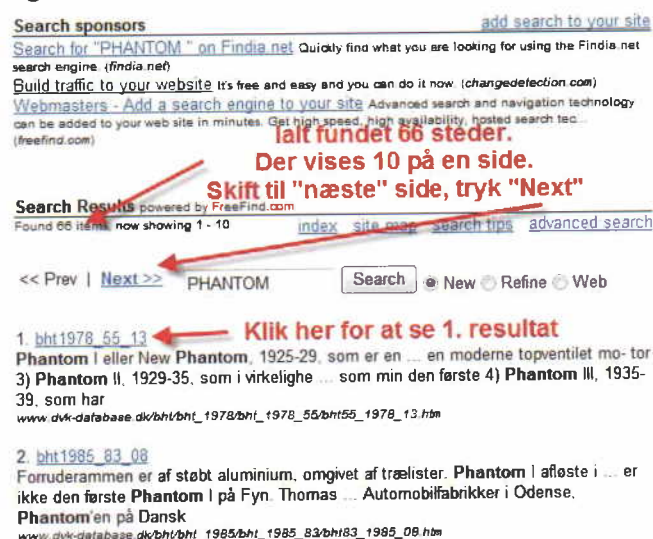 Search sponsors add search to your site
Search for "PHANTOM " on Findia.net Quickly find what you are looking for using the Findia.net
search engine. (findia.net)
Build traffic to your website It's free and easy and you can do it now. (changedetection.com)
Webmasters - Add a search engine to your site Advanced search and navigation technology
can be added to your web site in minutes. Get high speed, high availability, hosted search tec...
(freefind.com)
Ialt fundet 66 steder.
Der vises 10 på en side.
Skift til "næste" side, tryk "Next"
Search Results powered by FreeFind.com
Found 66 items, now showing 1 - 10 index site map search tips advanced search
<< Prev | Next >> PHANTOM Search New Refine Web
1. bht1978_55_13 Klik her for at se 1. resultat
Phantom I eller New Phantom, 1925-29, som er en ... en moderne topventilet mo- tor
3) Phantom II, 1929-35, som i virkelighe ... som min den første 4) Phantom III, 1935-
39, som har
www.dvk-database.dk/bht/bht_1978/bht_1978_55/bht55_1978_13.htm
2. bht1985_83_08
Forruderammen er af støbt aluminium, omgivet af trælister. Phantom I afløste i ... er
ikke den første Phantom I på Fyn. Thomas ... Automobilfabrikker i Odense,
Phantom'en på Dansk
www.dvk-database.dk/bht/bht_1985/bht_1985_83/bht83_1985_08.htm